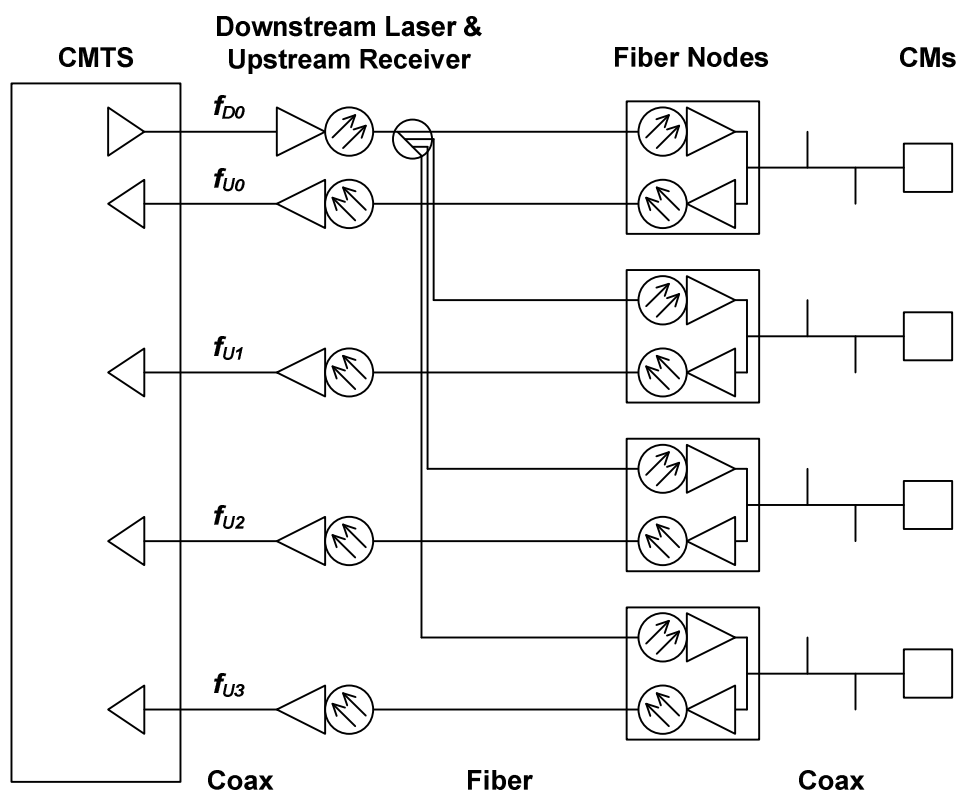 Downstream Laser &
CMTS Upstream Receiver Fiber Nodes CMs
fD0
fU0
fU1
fU2
fU3
Coax Fiber Coax